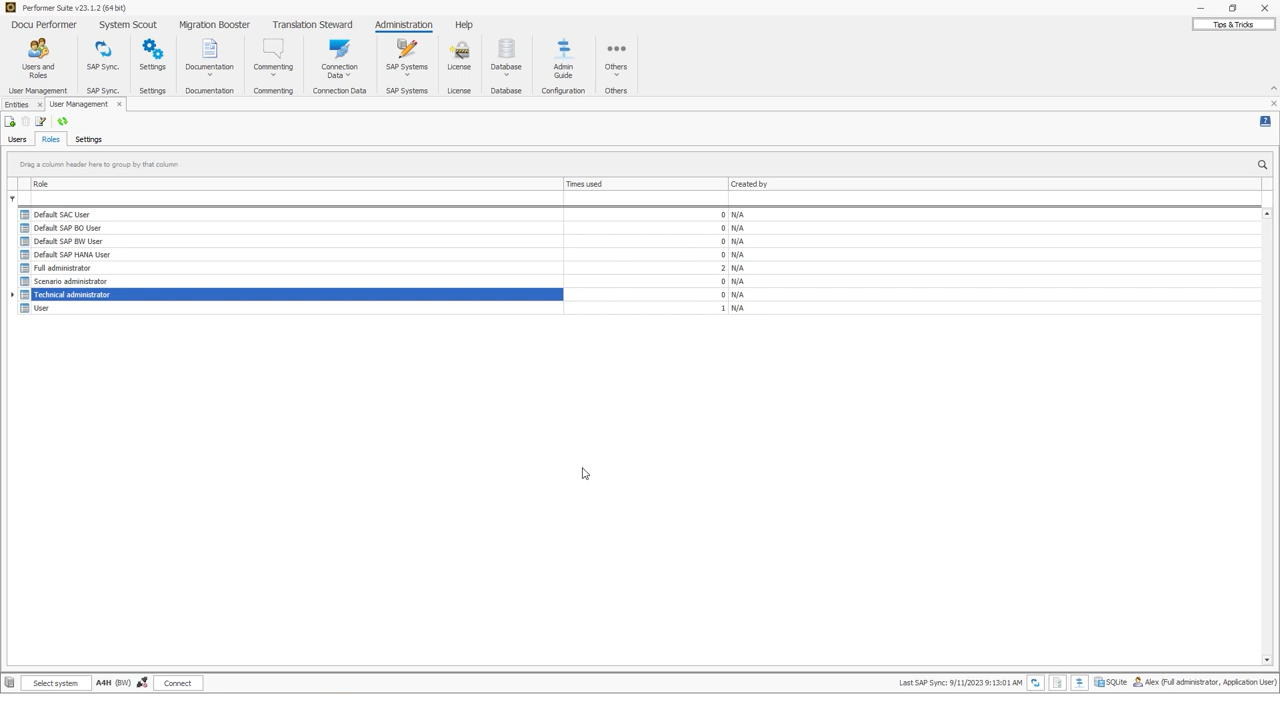 Performer Suite v23.1.2 (64 bit)
Docu Performer System Scout Migration Booster Translation Steward Administration Help Tips & Tricks
Users and Roles SAP Sync. Settings Documentation Commenting Connection Data SAP Systems License Database Admin Guide Others
User Management SAP Sync. Settings Documentation Commenting Connection Data SAP Systems License Database Configuration Others
Entities User Management
Users Roles Settings
Drag a column header here to group by that column
Role Times used Created by
Default SAC User 0 N/A
Default SAP BO User 0 N/A
Default SAP BW User 0 N/A
Default SAP HANA User 0 N/A
Full administrator 2 N/A
Scenario administrator 0 N/A
Technical administrator 0 N/A
User 1 N/A
Select system A4H (BW) Connect Last SAP Sync: 9/11/2023 9:13:01 AM SQLite Alex (Full administrator, Application User)